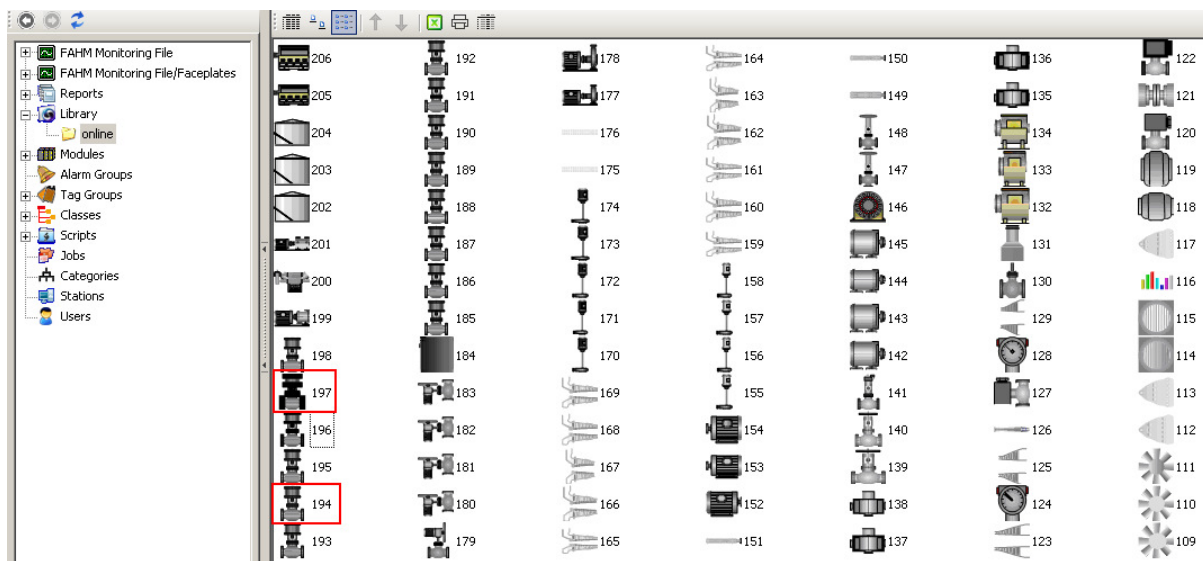 FAHM Monitoring File
FAHM Monitoring File/Faceplates
Reports
Library
online
Modules
Alarm Groups
Tag Groups
Classes
Scripts
Jobs
Categories
Stations
Users
206 192 178 164 150 136 122
205 191 177 163 149 135 121
204 190 176 162 148 134 120
203 189 175 161 147 133 119
202 188 174 160 146 132 118
201 187 173 159 145 131 117
200 186 172 158 144 130 116
199 185 171 157 143 129 115
198 184 170 156 142 128 114
197 183 169 155 141 127 113
196 182 168 154 140 126 112
195 181 167 153 139 125 111
194 180 166 152 138 124 110
193 179 165 151 137 123 109